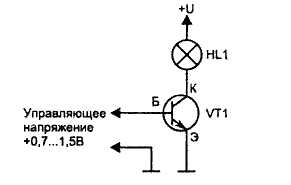 +U
HL1
К
Б
VT1
Управляющее
напряжение
+0,7...1,5В
Э